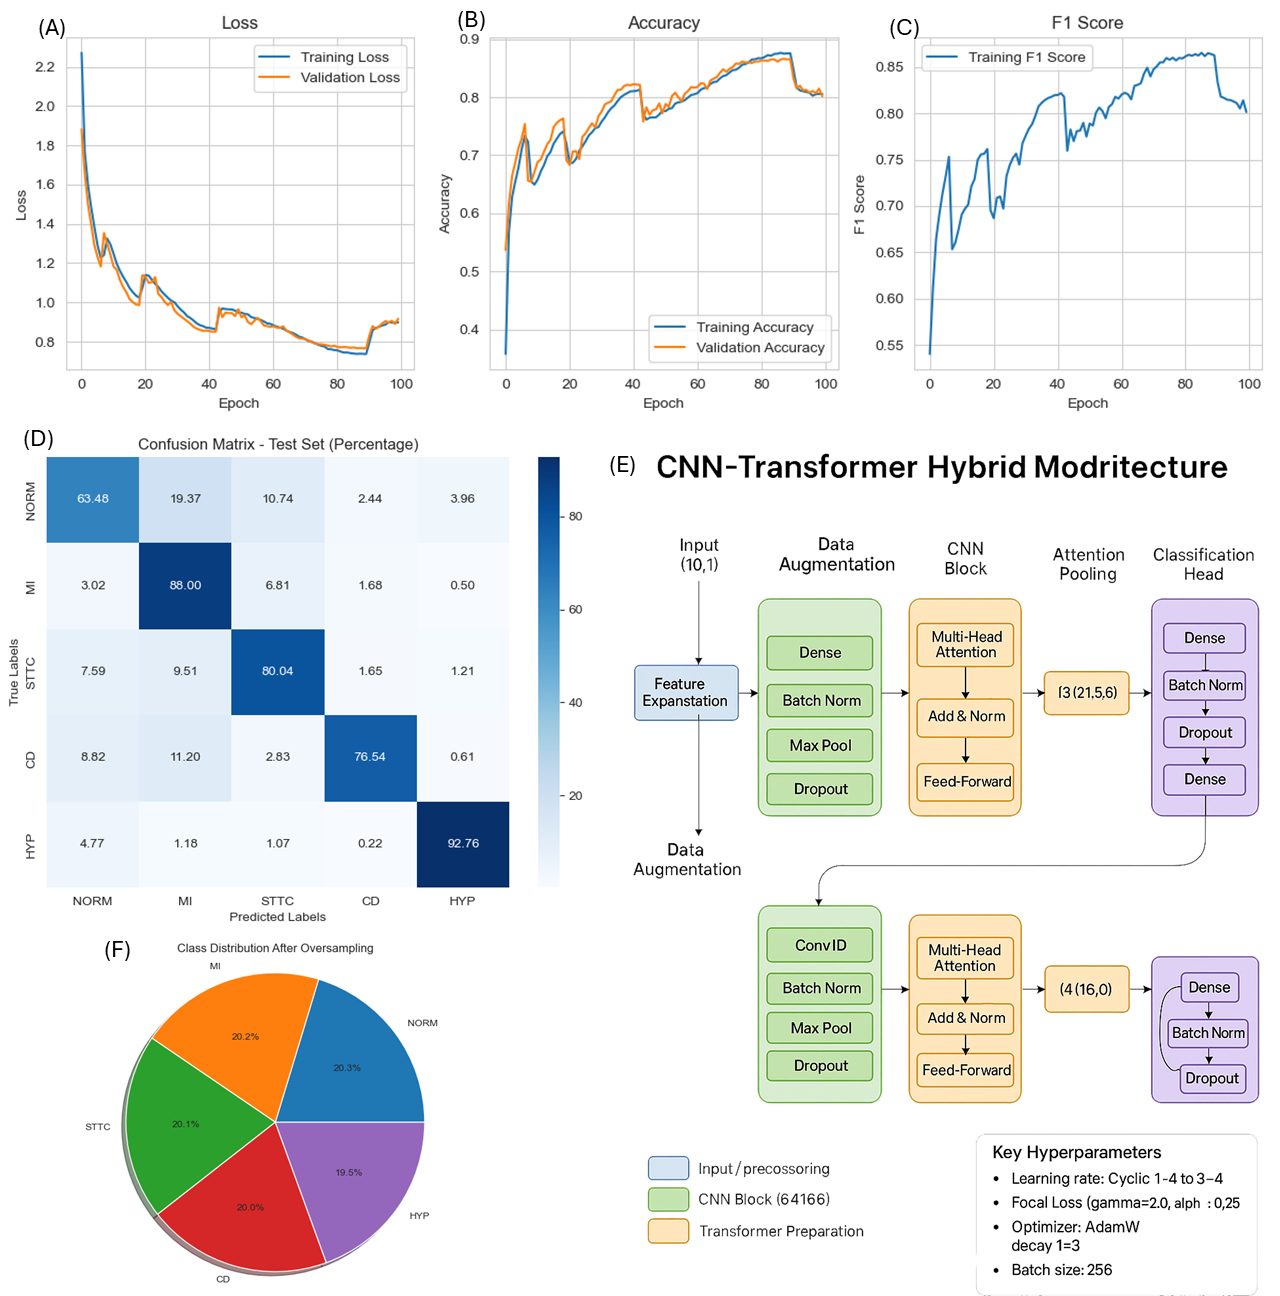 (A)
Loss
Training Loss
Validation Loss
2.2
2.0
1.8
1.6
1.4
1.2
1.0
0.8
Loss
0
20
40
60
80
100
Epoch
(B)
Accuracy
0.9
0.8
0.7
0.6
0.5
0.4
Accuracy
Training Accuracy
Validation Accuracy
0
20
40
60
80
100
Epoch
(C)
F1 Score
Training F1 Score
0.85
0.80
0.75
0.70
0.65
0.60
0.55
F1 Score
0
20
40
60
80
100
Epoch
(D)
Confusion Matrix - Test Set (Percentage)
True Labels
NORM
63.48 19.37 10.74 2.44 3.96
MI
3.02 88.00 6.81 1.68 0.50
STTC
7.59 9.51 80.04 1.65 1.21
CD
8.82 11.20 2.83 76.54 0.61
HYP
4.77 1.18 1.07 0.22 92.76
NORM MI STTC CD HYP
Predicted Labels
80
60
40
20
(E)
CNN-Transformer Hybrid Modritecture
Input
(10,1)
Feature
Expanstation
Data
Augmentation
Data
Augmentation
Dense
Batch Norm
Max Pool
Dropout
CNN
Block
Multi-Head
Attention
Add & Norm
Feed-Forward
Attention
Pooling
(21,5,6)
Classification
Head
Dense
Batch Norm
Dropout
Dense
ConvID
Batch Norm
Max Pool
Dropout
Multi-Head
Attention
Add & Norm
Feed-Forward
(4(16,0)
Dense
Batch Norm
Dropout
Input / precossoring
CNN Block (64166)
Transformer Preparation
Key Hyperparameters
• Learning rate: Cyclic 1-4 to 3-4
• Focal Loss (gamma=2.0, alph : 0,25
• Optimizer: AdamW
decay 1=3
• Batch size: 256
(F)
Class Distribution After Oversampling
MI
20.2%
NORM
20.3%
STTC
20.1%
CD
20.0%
HYP
19.5%